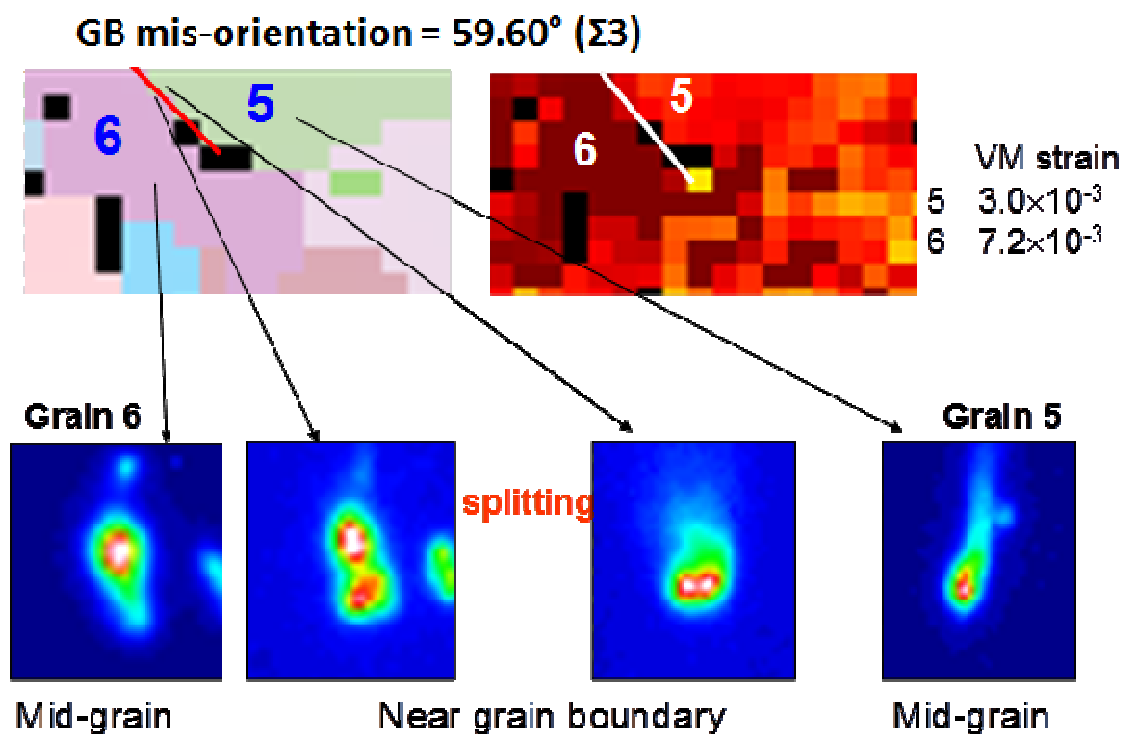 GB mis-orientation = 59.60° (Σ3)
5
6
5
6
VM strain
5 3.0×10⁻³
6 7.2×10⁻³
Grain 6
Grain 5
splitting
Mid-grain
Near grain boundary
Mid-grain